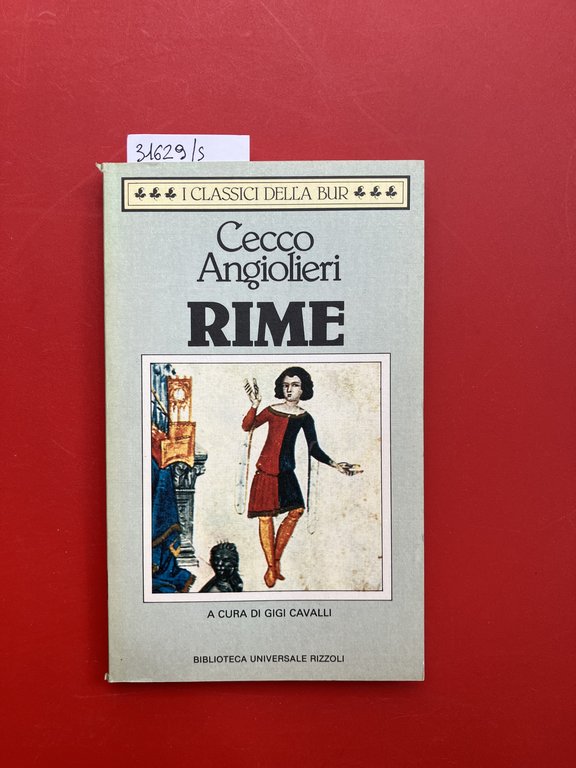 31629/s
I CLASSICI DELLA BUR
Cecco
Angiolieri
RIME
A CURA DI GIGI CAVALLI
BIBLIOTECA UNIVERSALE RIZZOLI